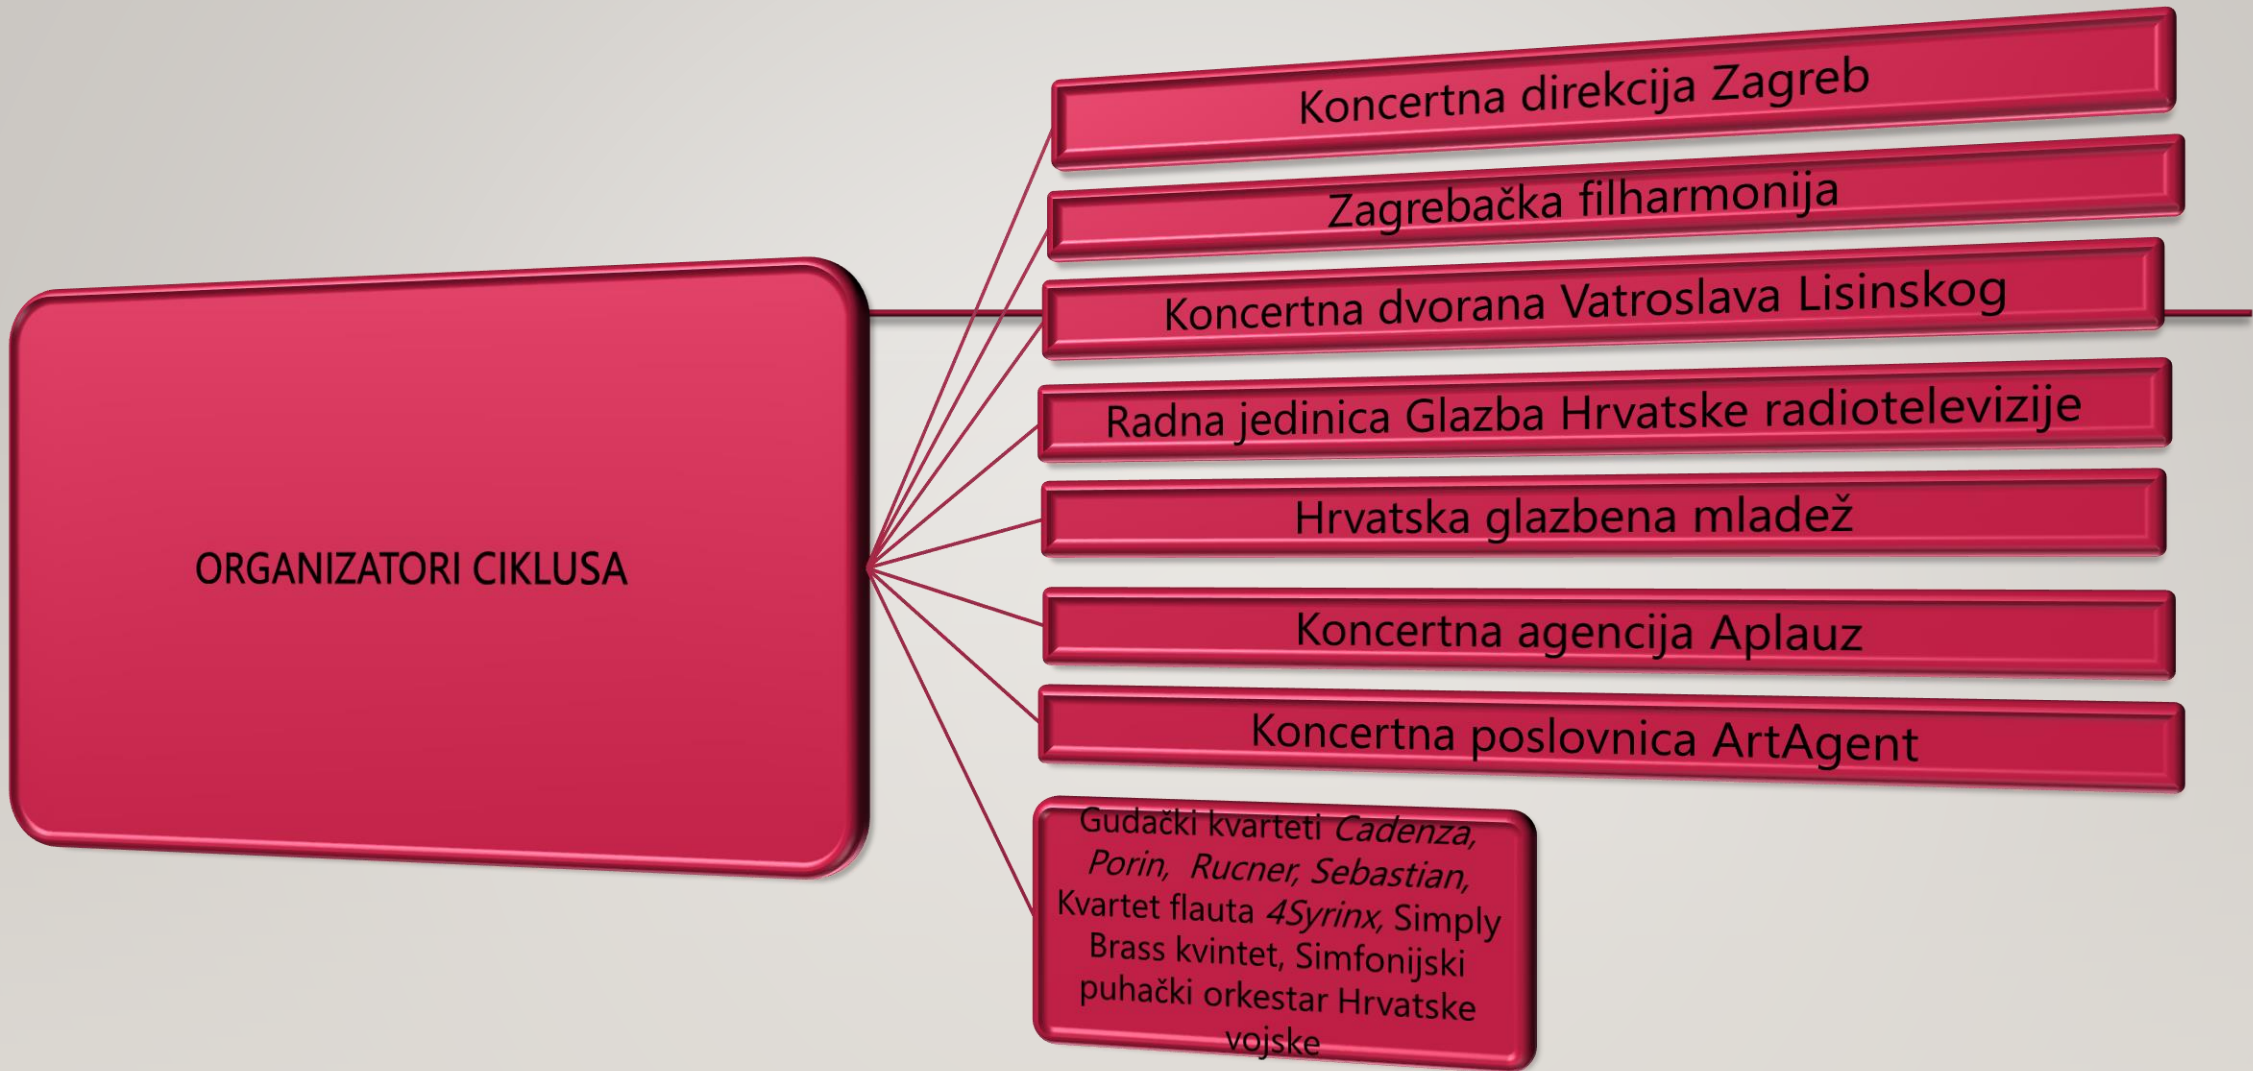 ORGANIZATORI CIKLUSA
Koncertna direkcija Zagreb
Zagrebačka filharmonija
Koncertna dvorana Vatroslava Lisinskog
Radna jedinica Glazba Hrvatske radiotelevizije
Hrvatska glazbena mladež
Koncertna agencija Aplauz
Koncertna poslovnica ArtAgent
Gudački kvarteti Cadenza,
Porin, Rucner, Sebastian,
Kvartet flauta 4Syrinx, Simply
Brass kvintet, Simfonijski
puhački orkestar Hrvatske
vojske